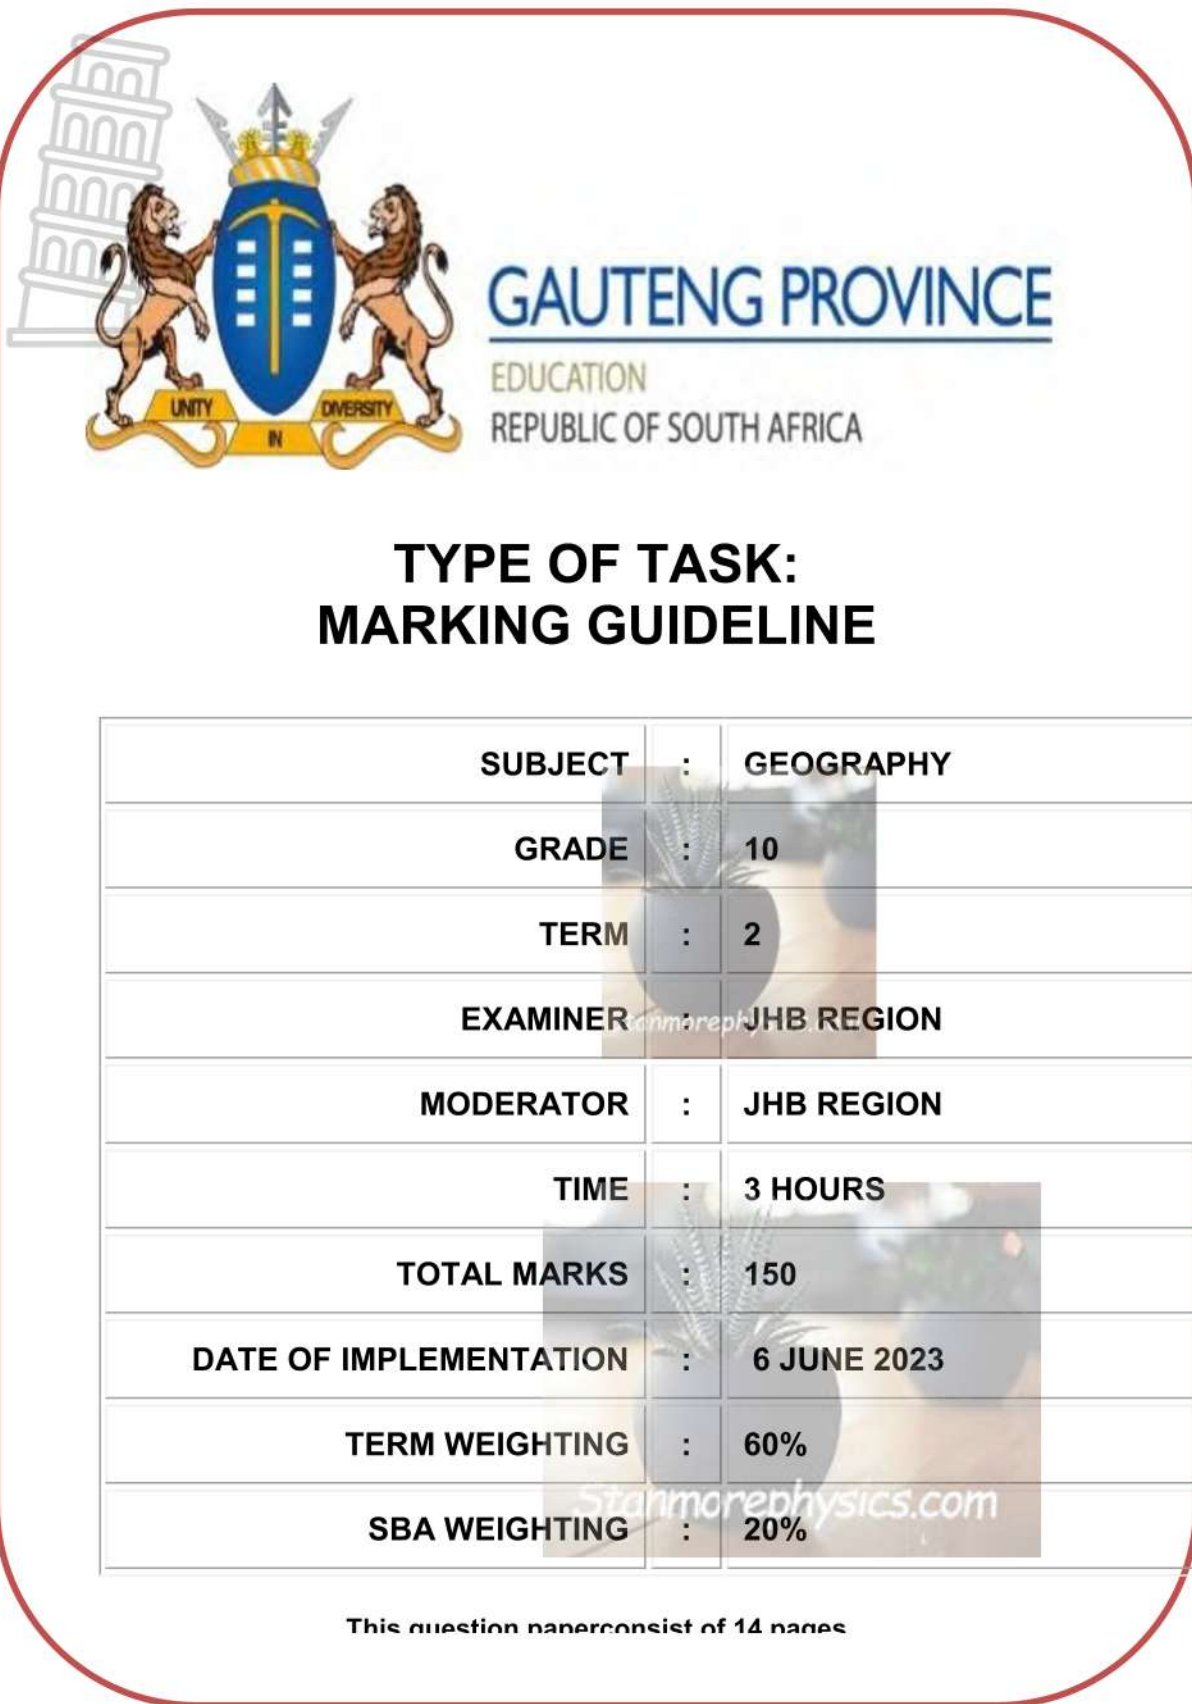 UNITY
IN
DIVERSITY
GAUTENG PROVINCE
EDUCATION
REPUBLIC OF SOUTH AFRICA
TYPE OF TASK:
MARKING GUIDELINE
SUBJECT : GEOGRAPHY
GRADE : 10
TERM : 2
EXAMINER : JHB REGION
Stanmorephysics.com
MODERATOR : JHB REGION
TIME : 3 HOURS
TOTAL MARKS : 150
DATE OF IMPLEMENTATION : 6 JUNE 2023
TERM WEIGHTING : 60%
Stanmorephysics.com
SBA WEIGHTING : 20%
This question paperconsist of 14 pages